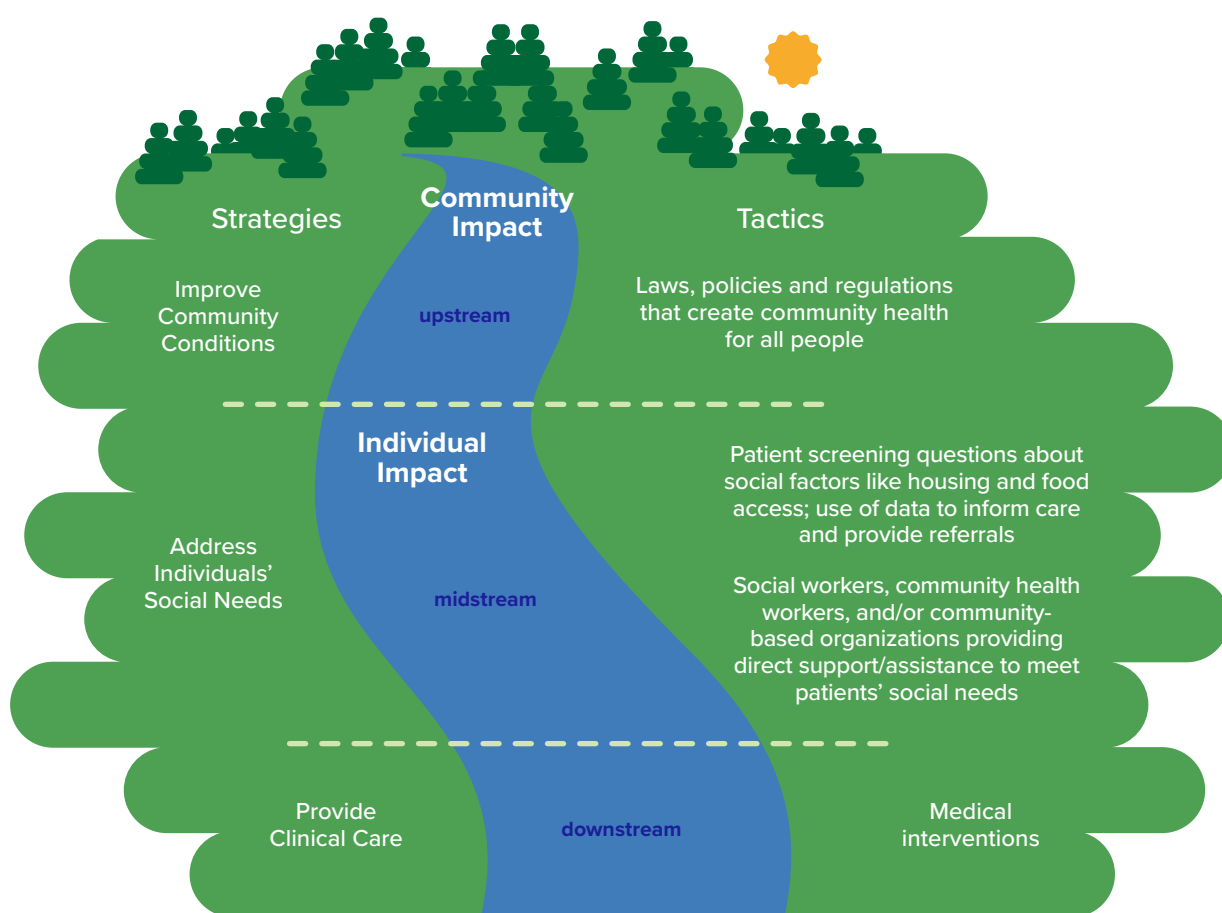 Community
Impact
Strategies
Tactics
Improve
Community
Conditions
upstream
Laws, policies and regulations
that create community health
for all people
Individual
Impact
Address
Individuals’
Social Needs
midstream
Patient screening questions about
social factors like housing and food
access; use of data to inform care
and provide referrals
Social workers, community health
workers, and/or community-
based organizations providing
direct support/assistance to meet
patients’ social needs
Provide
Clinical Care
downstream
Medical
interventions